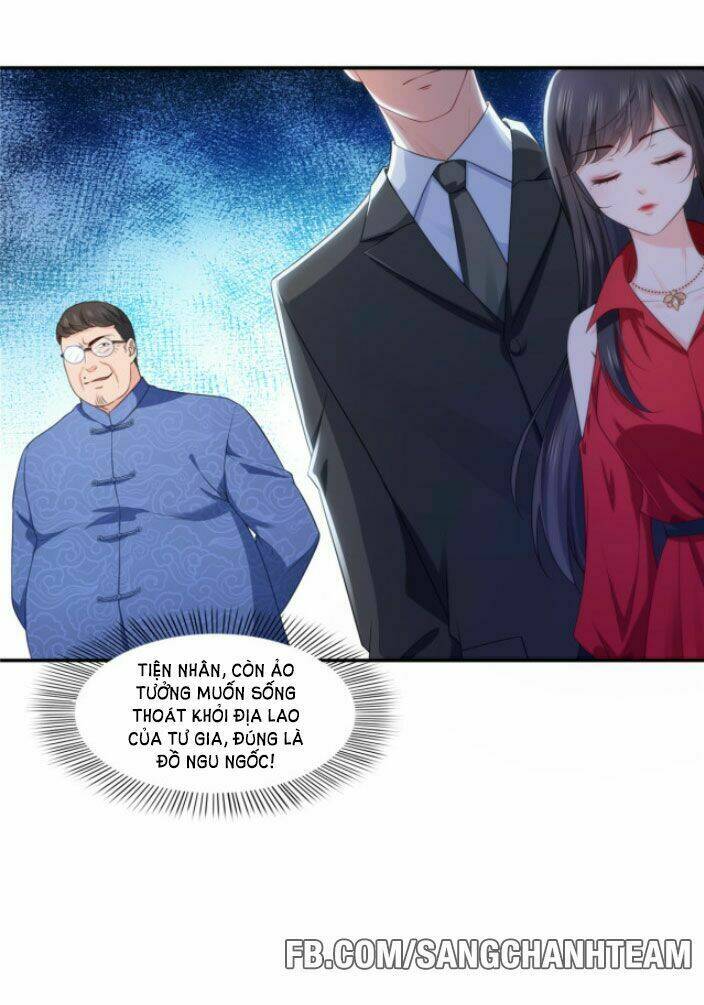 TIỆN NHÂN, CÒN ẢO
TƯỞNG MUỐN SỐNG
THOÁT KHỎI ĐỊA LAO
CỦA TƯ GIA, ĐÚNG LÀ
ĐỒ NGU NGỐC!
FB.COM/SANGCHANHTEAM